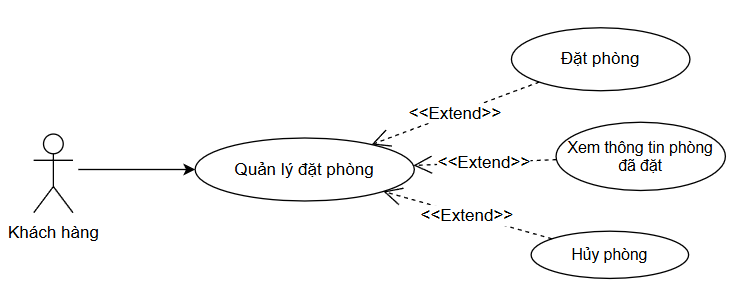 Đặt phòng
<<Extend>>
Xem thông tin phòng
đã đặt
<<Extend>>
Quản lý đặt phòng
<<Extend>>
Khách hàng
Hủy phòng